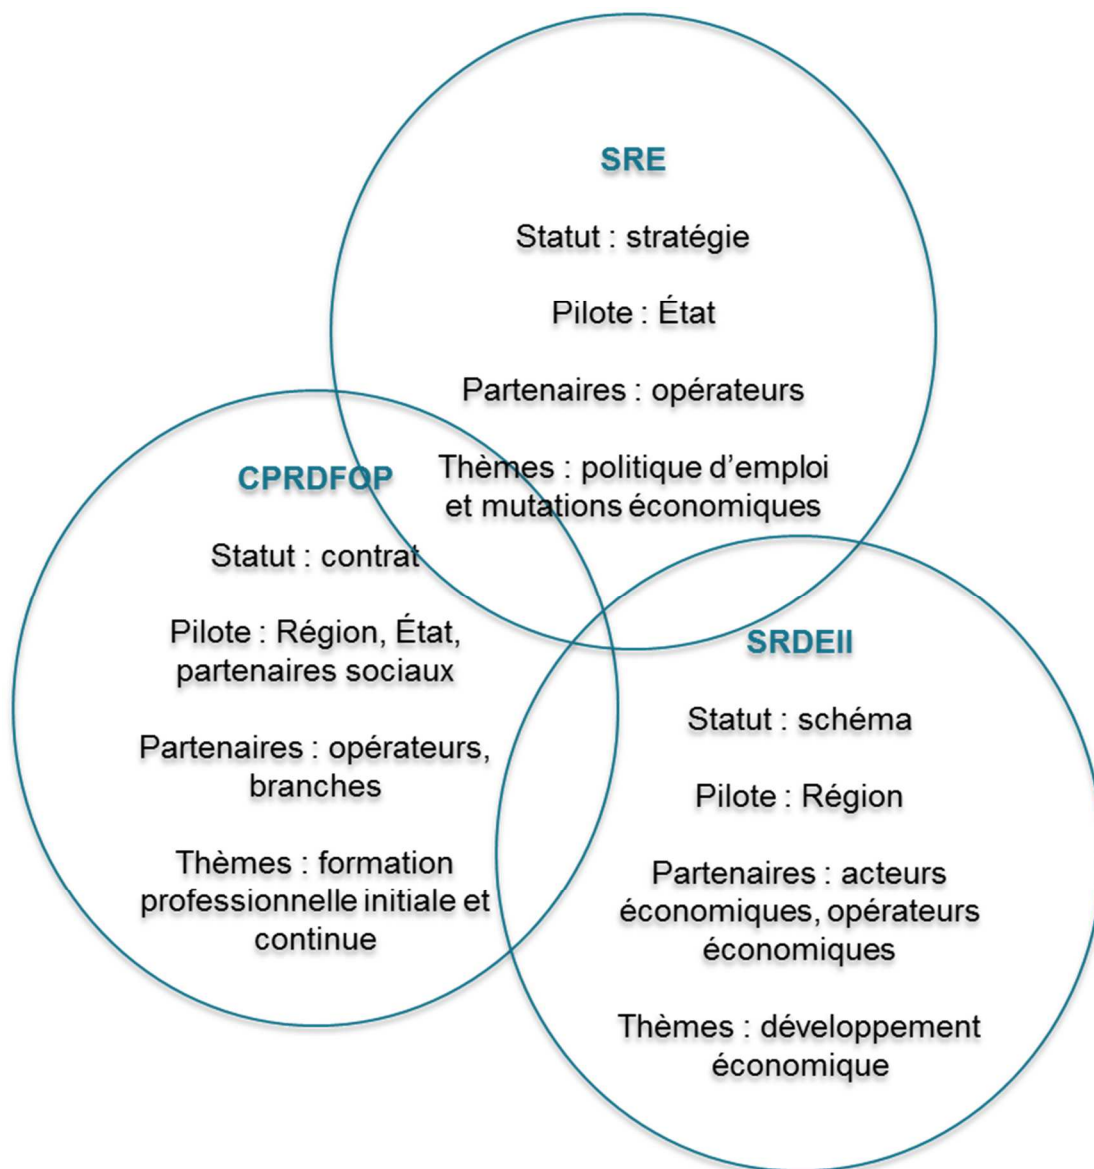 SRE
Statut : stratégie
Pilote : État
Partenaires : opérateurs
Thèmes : politique d’emploi
et mutations économiques
CPRDFOP
Statut : contrat
Pilote : Région, État,
partenaires sociaux
Partenaires : opérateurs,
branches
Thèmes : formation
professionnelle initiale et
continue
SRDEII
Statut : schéma
Pilote : Région
Partenaires : acteurs
économiques, opérateurs
économiques
Thèmes : développement
économique